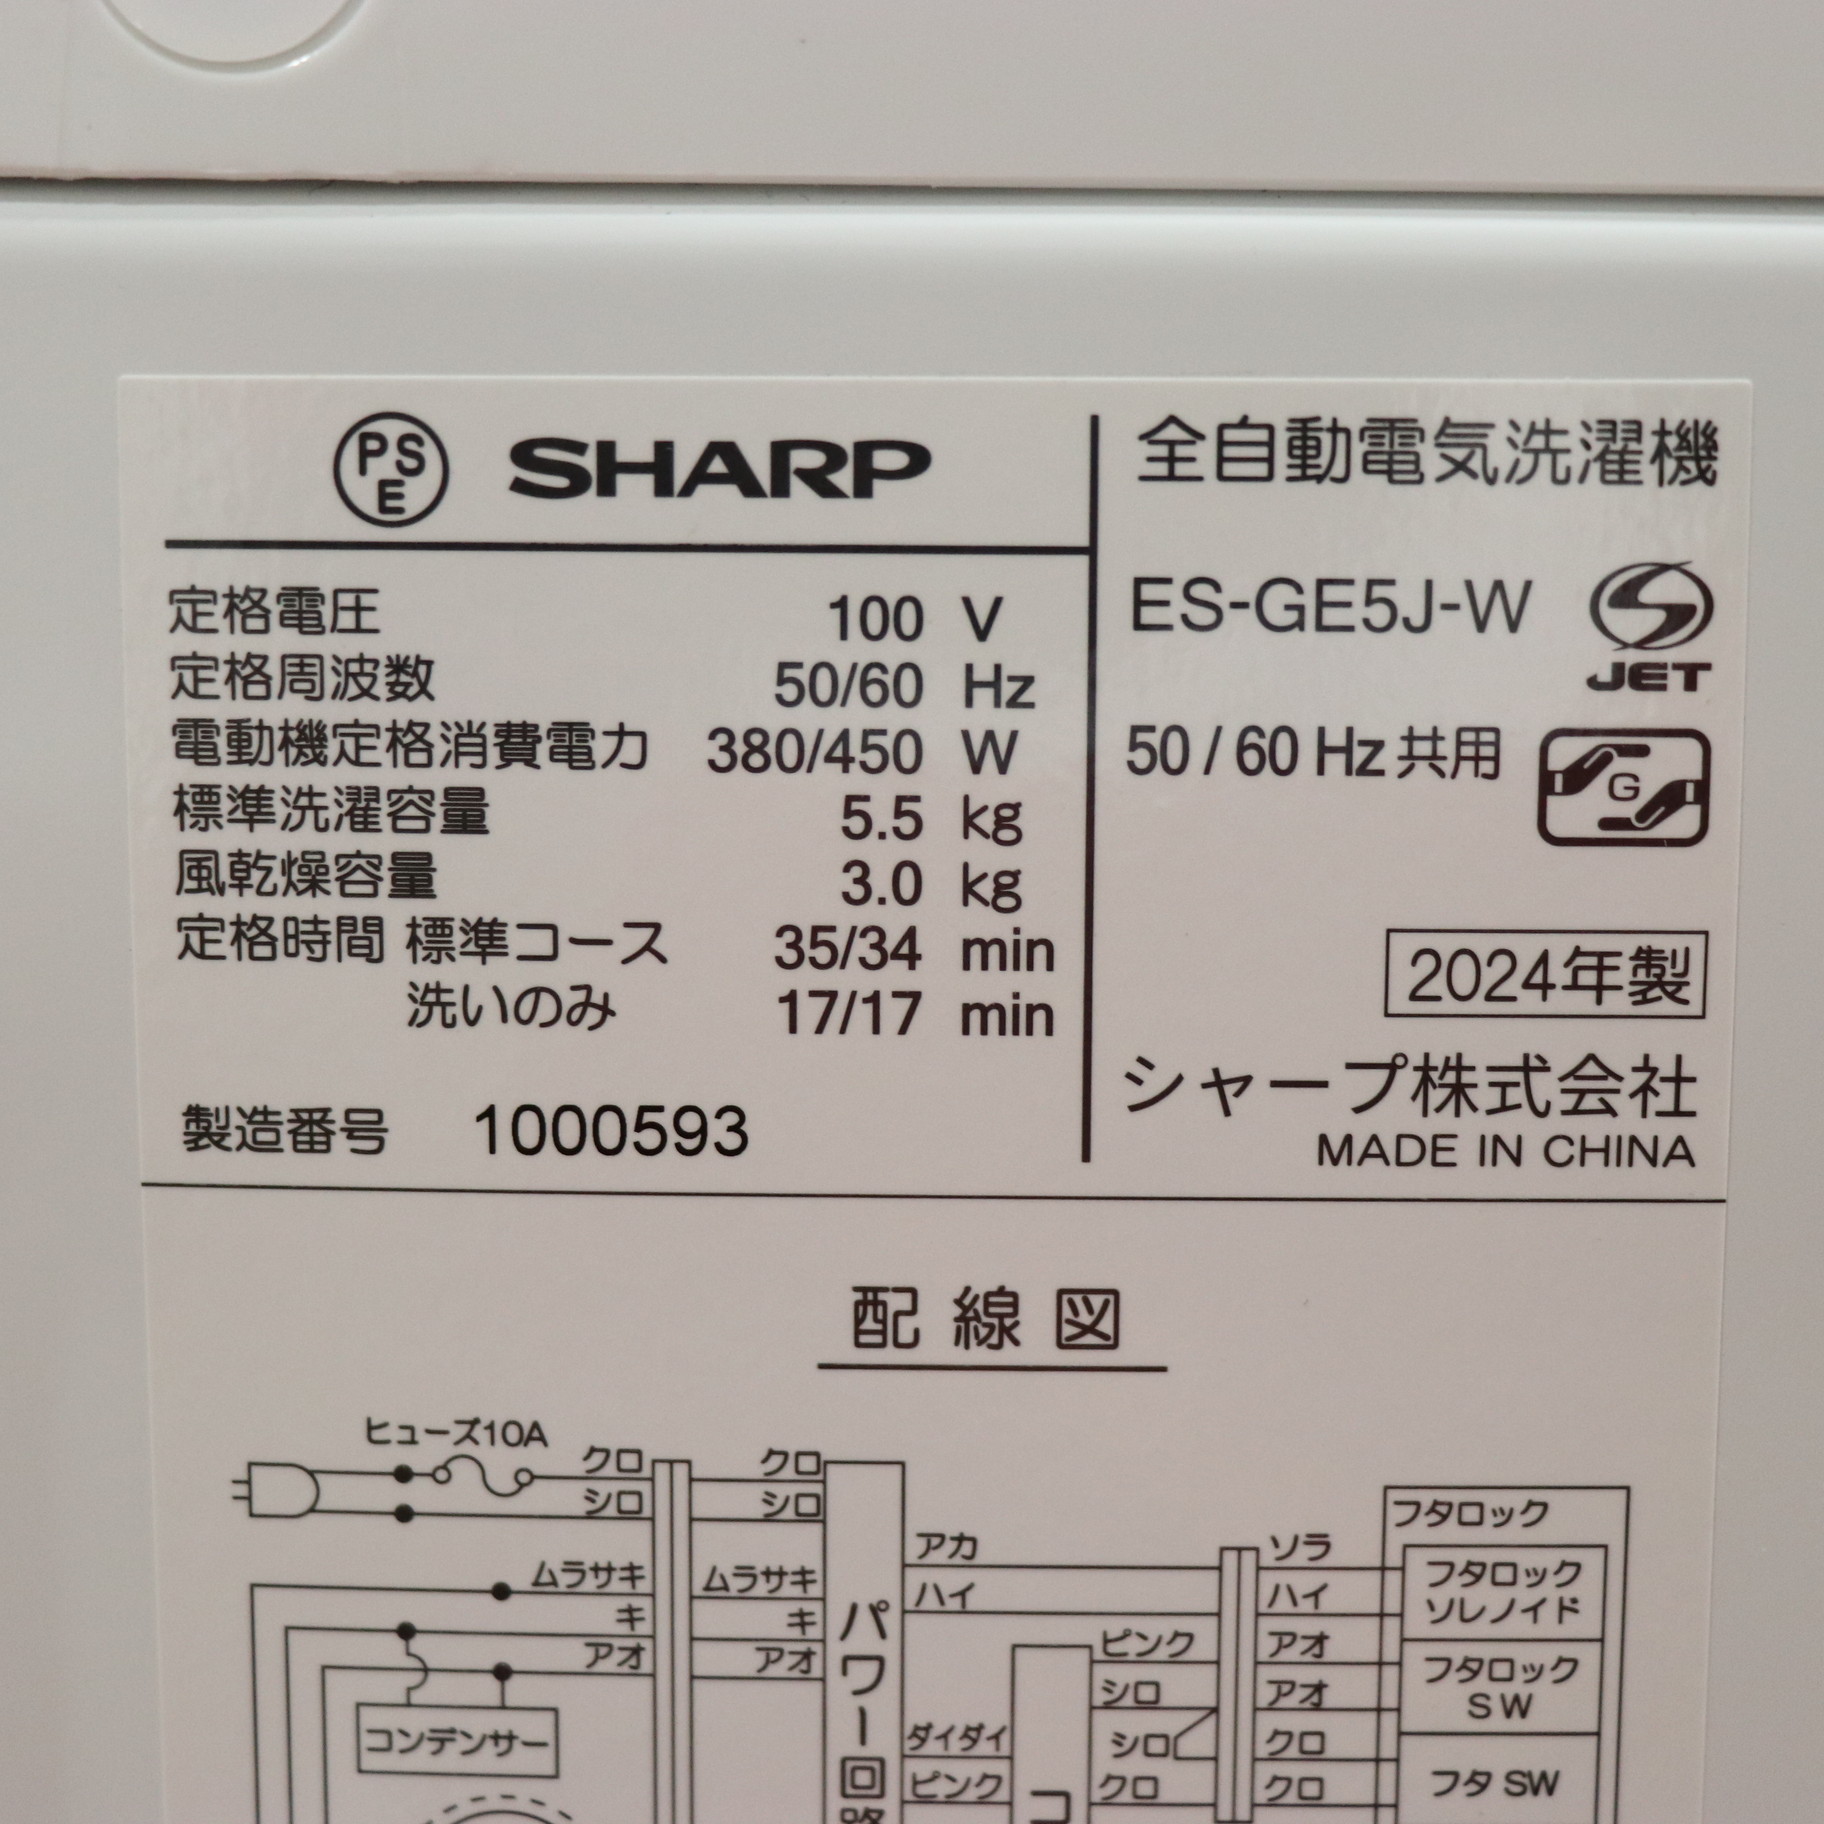 PSE SHARP
定格電圧 100 V
定格周波数 50/60 Hz
電動機定格消費電力 380/450 W
標準洗濯容量 5.5 kg
風乾燥容量 3.0 kg
定格時間 標準コース 35/34 min
洗いのみ 17/17 min
製造番号 1000593
全自動電気洗濯機
ES-GE5J-W
S
JET
50/60 Hz共用
G
2024年製
シャープ株式会社
MADE IN CHINA
配線図
ヒューズ10A
クロ
シロ
ムラサキ
キ
アオ
コンデンサー
クロ
シロ
ムラサキ
キ
アオ
パワー回路
アカ
ハイ
ダイダイ
ピンク
コ
ピンク
シロ
シロ
クロ
ソラ
ハイ
アオ
アオ
クロ
クロ
フタロック
フタロック
ソレノイド
フタロック
SW
フタ SW